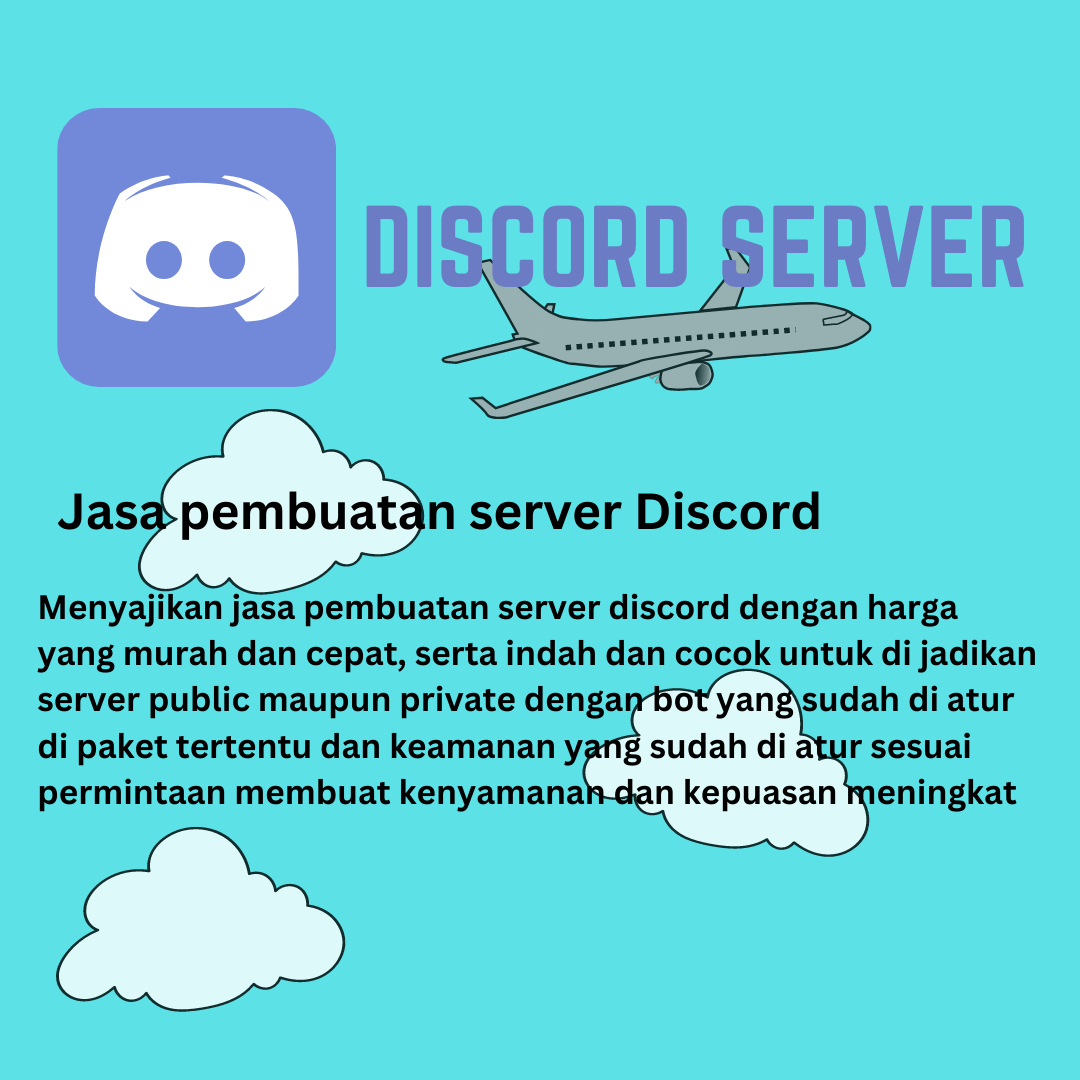 DISCORD SERVER
Jasa pembuatan server Discord
Menyajikan jasa pembuatan server discord dengan harga
yang murah dan cepat, serta indah dan cocok untuk di jadikan
server public maupun private dengan bot yang sudah di atur
di paket tertentu dan keamanan yang sudah di atur sesuai
permintaan membuat kenyamanan dan kepuasan meningkat